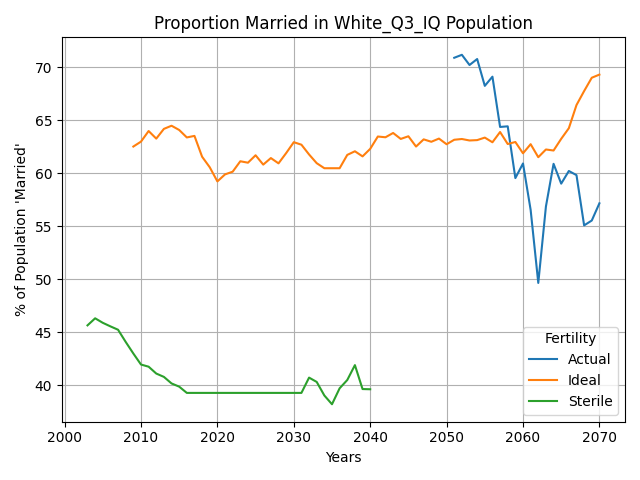 Proportion Married in White_Q3_IQ Population
% of Population 'Married'
70
65
60
55
50
45
40
2000 2010 2020 2030 2040 2050 2060 2070
Years
Fertility
Actual
Ideal
Sterile